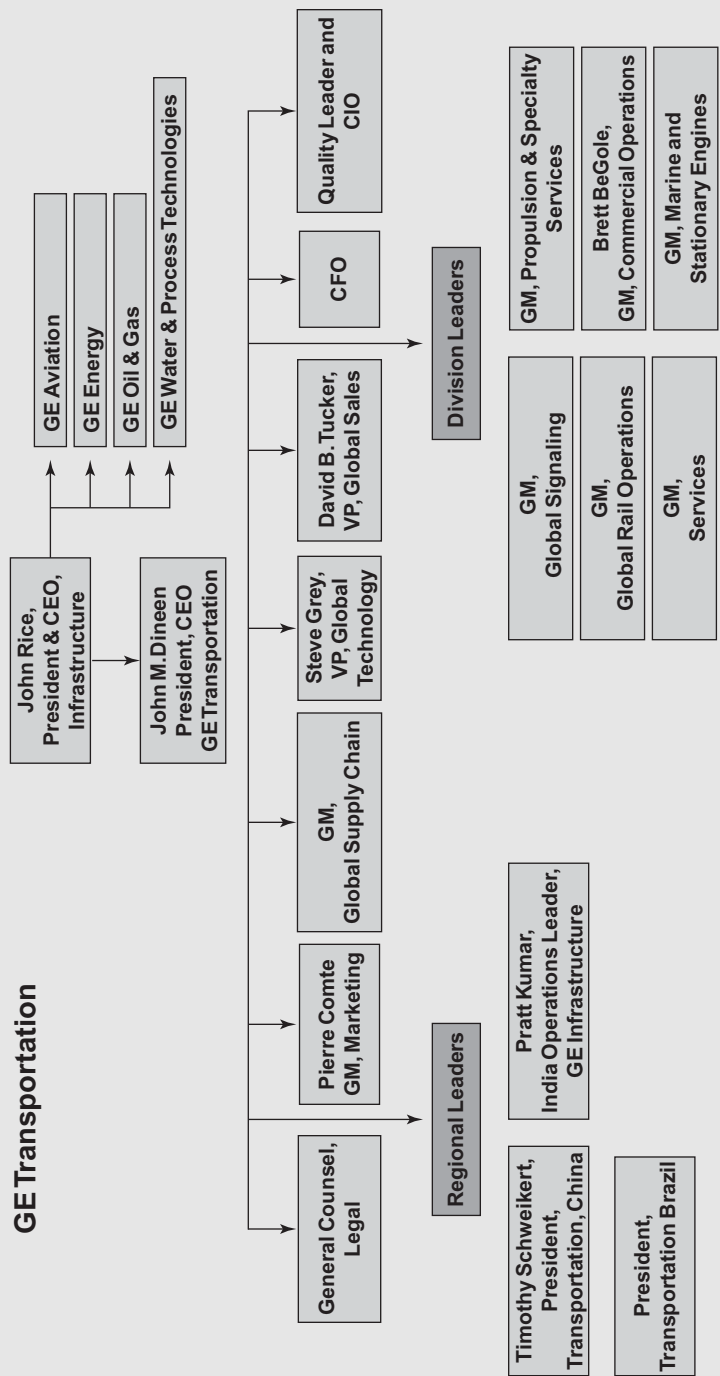 GE Transportation
John Rice,
President & CEO,
Infrastructure
GE Aviation
GE Energy
GE Oil & Gas
GE Water & Process Technologies
John M.Dineen
President, CEO
GE Transportation
General Counsel,
Legal
Pierre Comte
GM, Marketing
GM,
Global Supply Chain
Steve Grey,
VP, Global
Technology
David B. Tucker,
VP, Global Sales
CFO
Quality Leader and
CIO
Regional Leaders
Division Leaders
Timothy Schweikert,
President,
Transportation, China
Pratt Kumar,
India Operations Leader,
GE Infrastructure
President,
Transportation Brazil
GM,
Global Signaling
GM, Propulsion & Specialty
Services
GM,
Global Rail Operations
Brett BeGole,
GM, Commercial Operations
GM,
Services
GM, Marine and
Stationary Engines